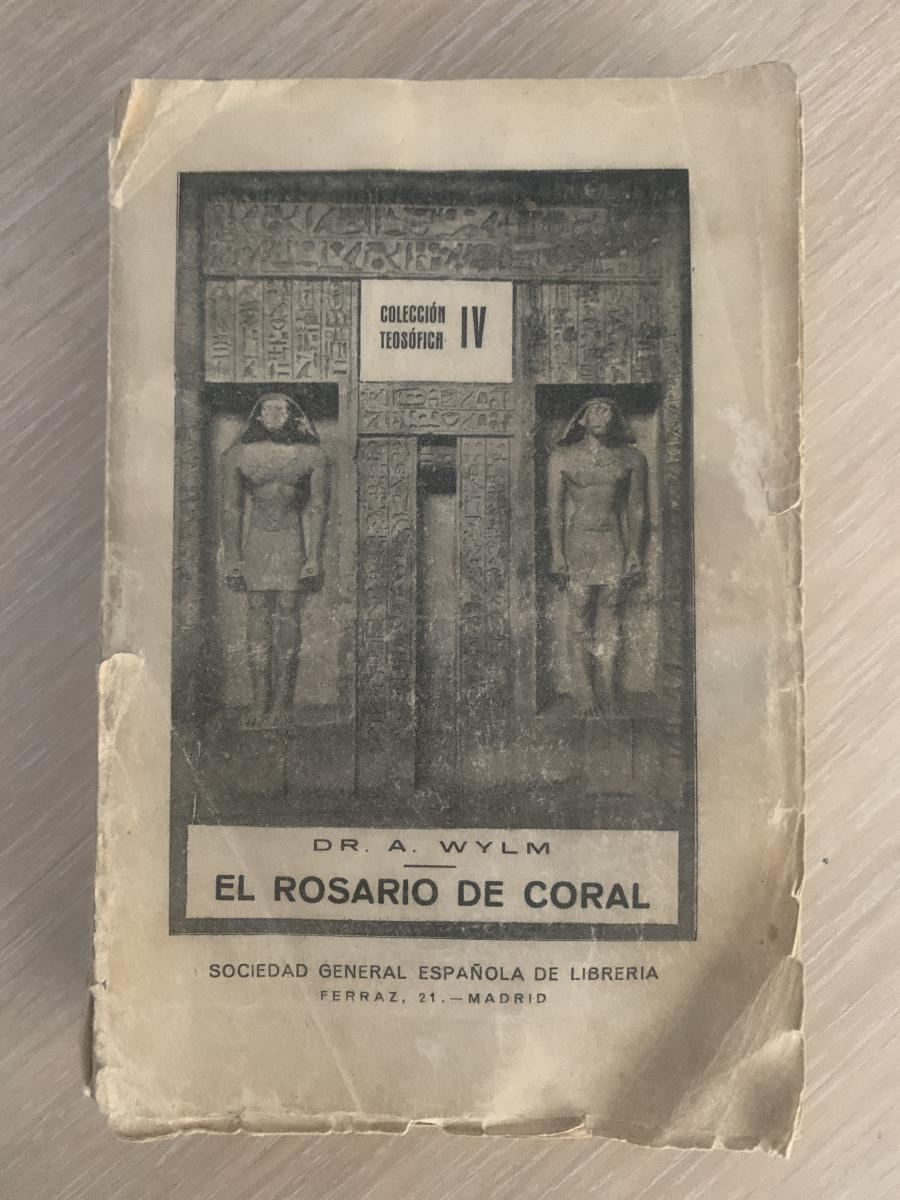 COLECCIÓN
TEOSÓFICA IV
DR. A. WYLM
EL ROSARIO DE CORAL
SOCIEDAD GENERAL ESPAÑOLA DE LIBRERIA
FERRAZ, 21.—MADRID